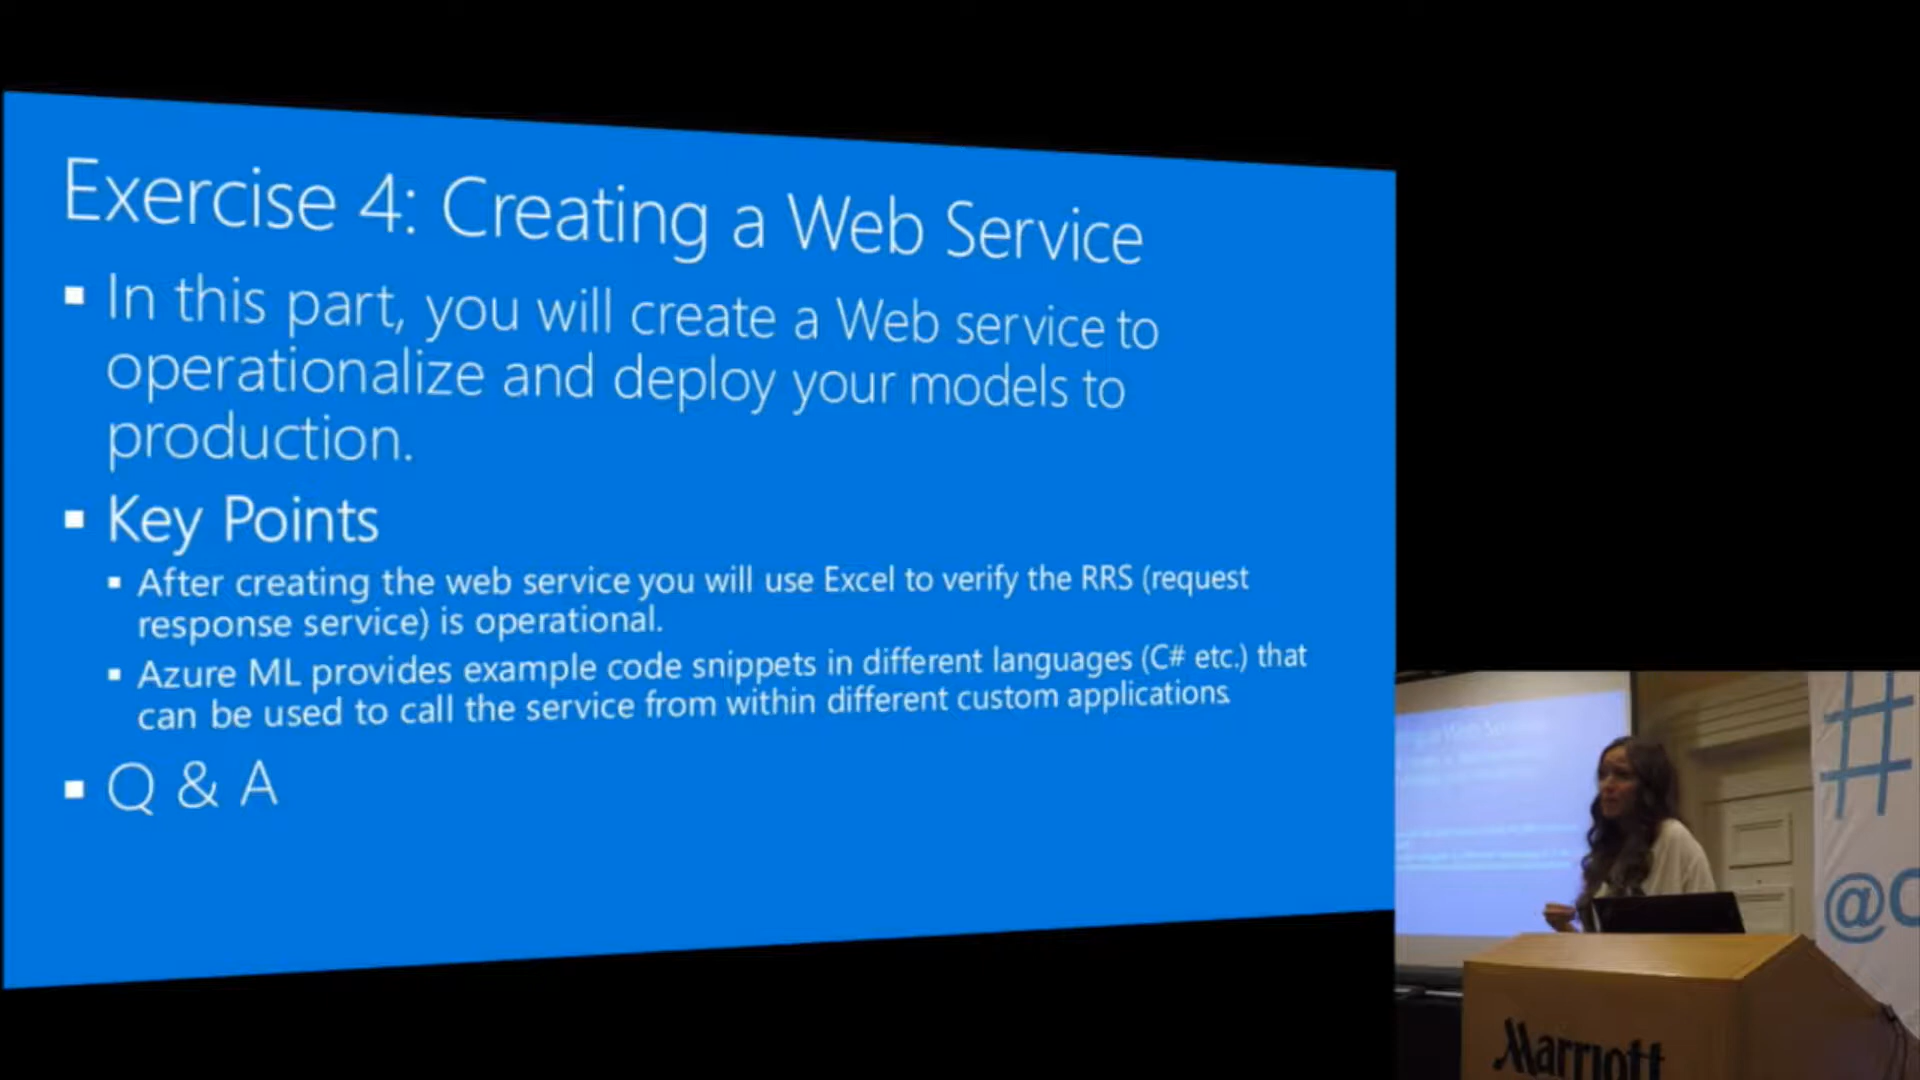 Exercise 4: Creating a Web Service
▪ In this part, you will create a Web service to
operationalize and deploy your models to
production.
▪ Key Points
▪ After creating the web service you will use Excel to verify the RRS (request
response service) is operational.
▪ Azure ML provides example code snippets in different languages (C# etc.) that
can be used to call the service from within different custom applications.
▪ Q & A
#
@C
Marriott